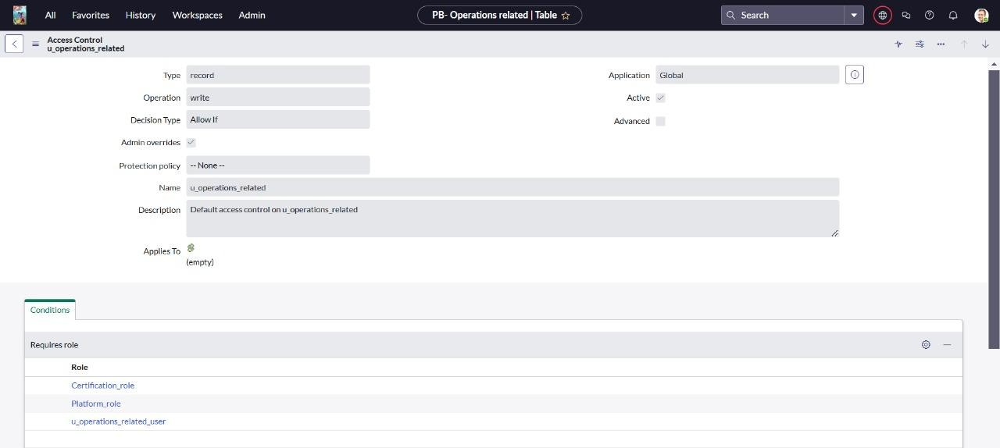 All Favorites History Workspaces Admin PB- Operations related | Table Search
Access Control
u_operations_related
Type record Application Global
Operation write Active
Decision Type Allow If Advanced
Admin overrides
Protection policy -- None --
Name u_operations_related
Description Default access control on u_operations_related
Applies To
(empty)
Conditions
Requires role
Role
Certification_role
Platform_role
u_operations_related_user